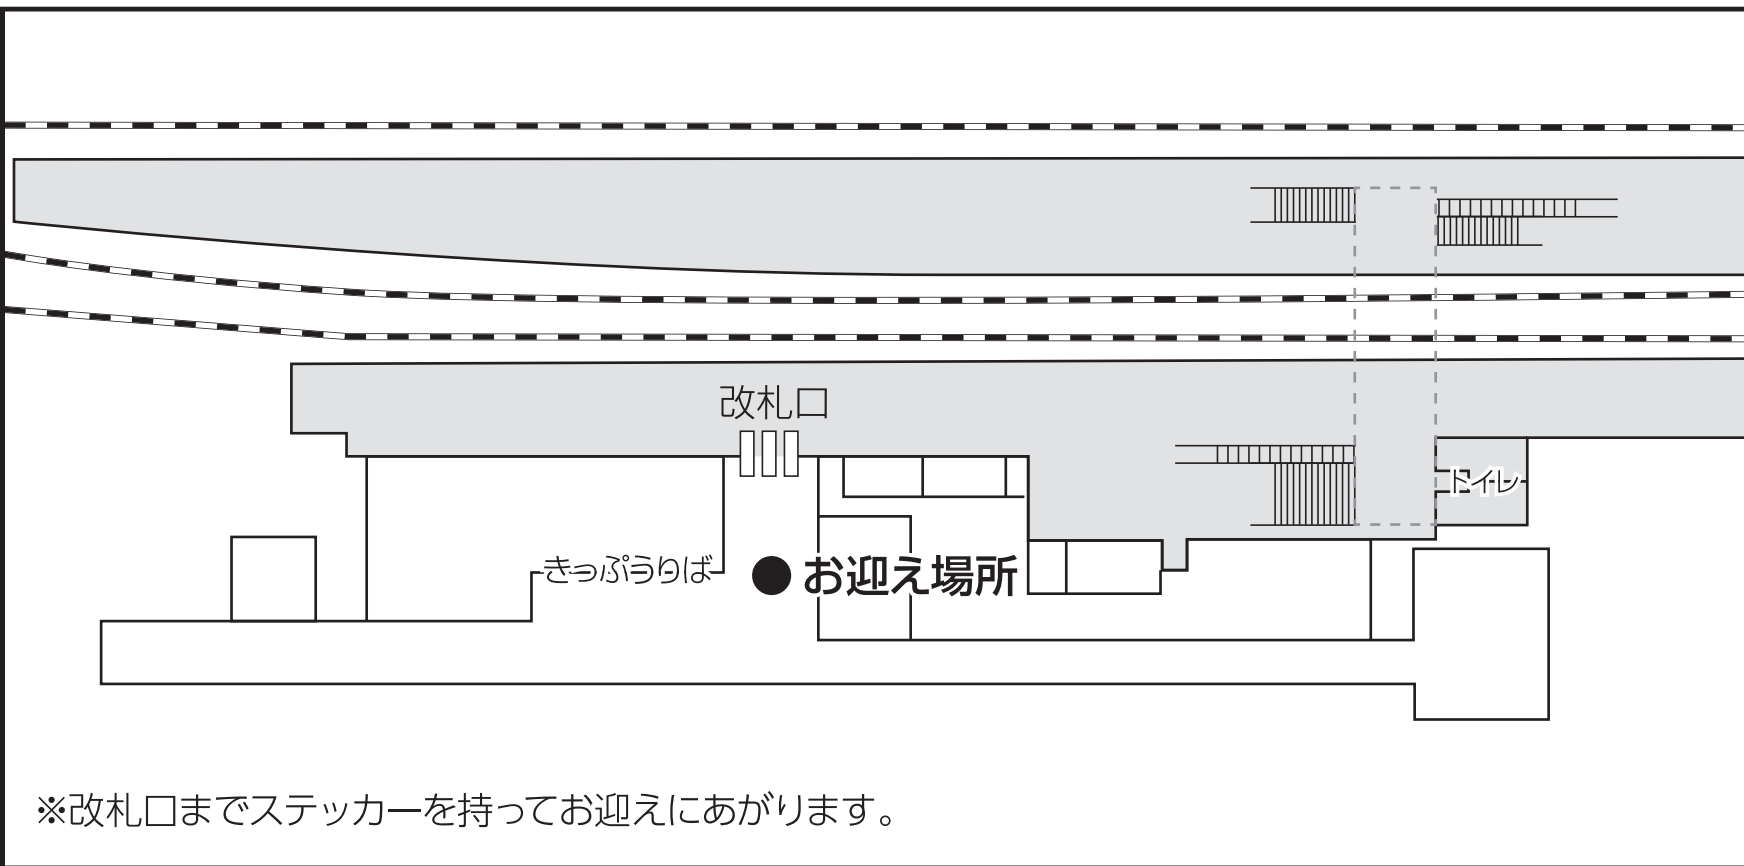 改札口
トイレ
きっぷうりば
●お迎え場所
※改札口までステッカーを持ってお迎えにあがります。